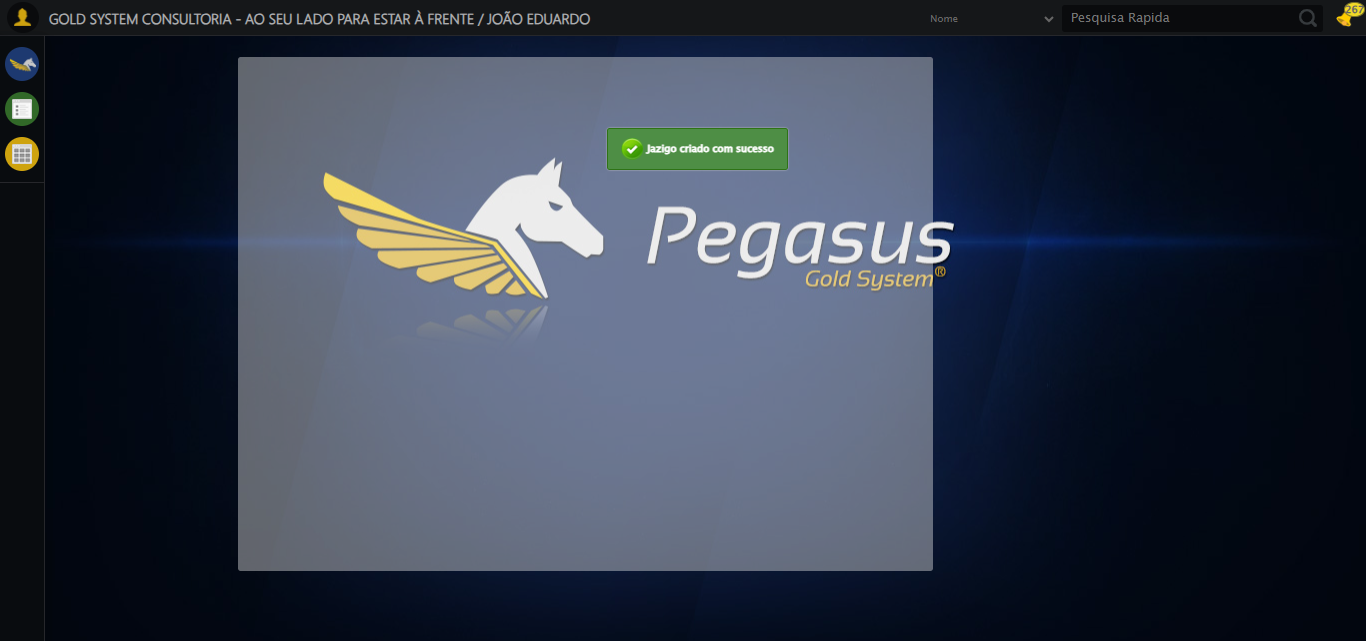 GOLD SYSTEM CONSULTORIA - AO SEU LADO PARA ESTAR À FRENTE / JOÃO EDUARDO
Nome
Pesquisa Rapida
267
Jazigo criado com sucesso
Pegasus
Gold System®